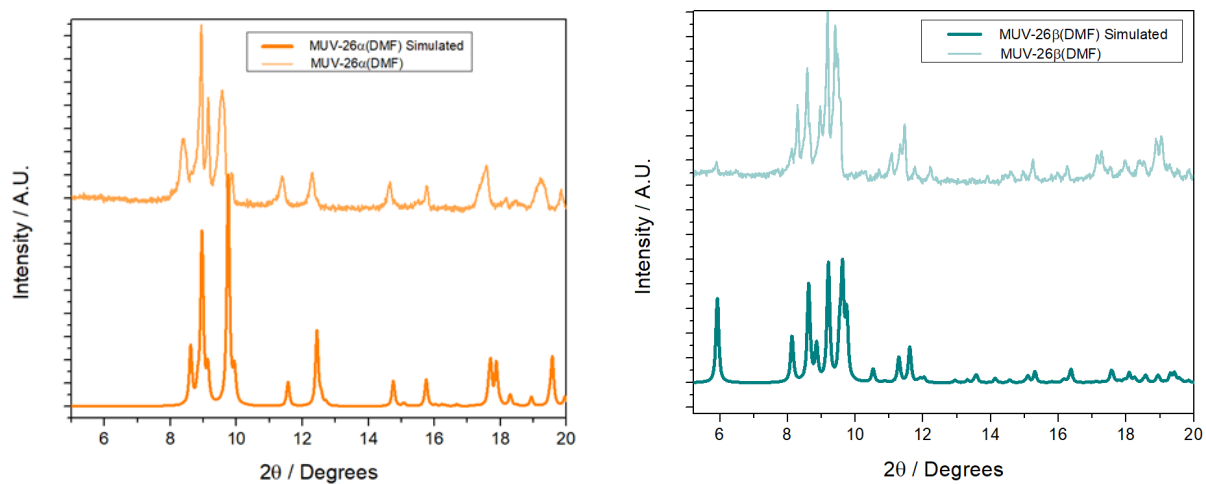 MUV-26α(DMF) Simulated
MUV-26α(DMF)
Intensity / A.U.
6 8 10 12 14 16 18 20
2θ / Degrees
MUV-26β(DMF) Simulated
MUV-26β(DMF)
Intensity / A.U.
6 8 10 12 14 16 18 20
2θ / Degrees